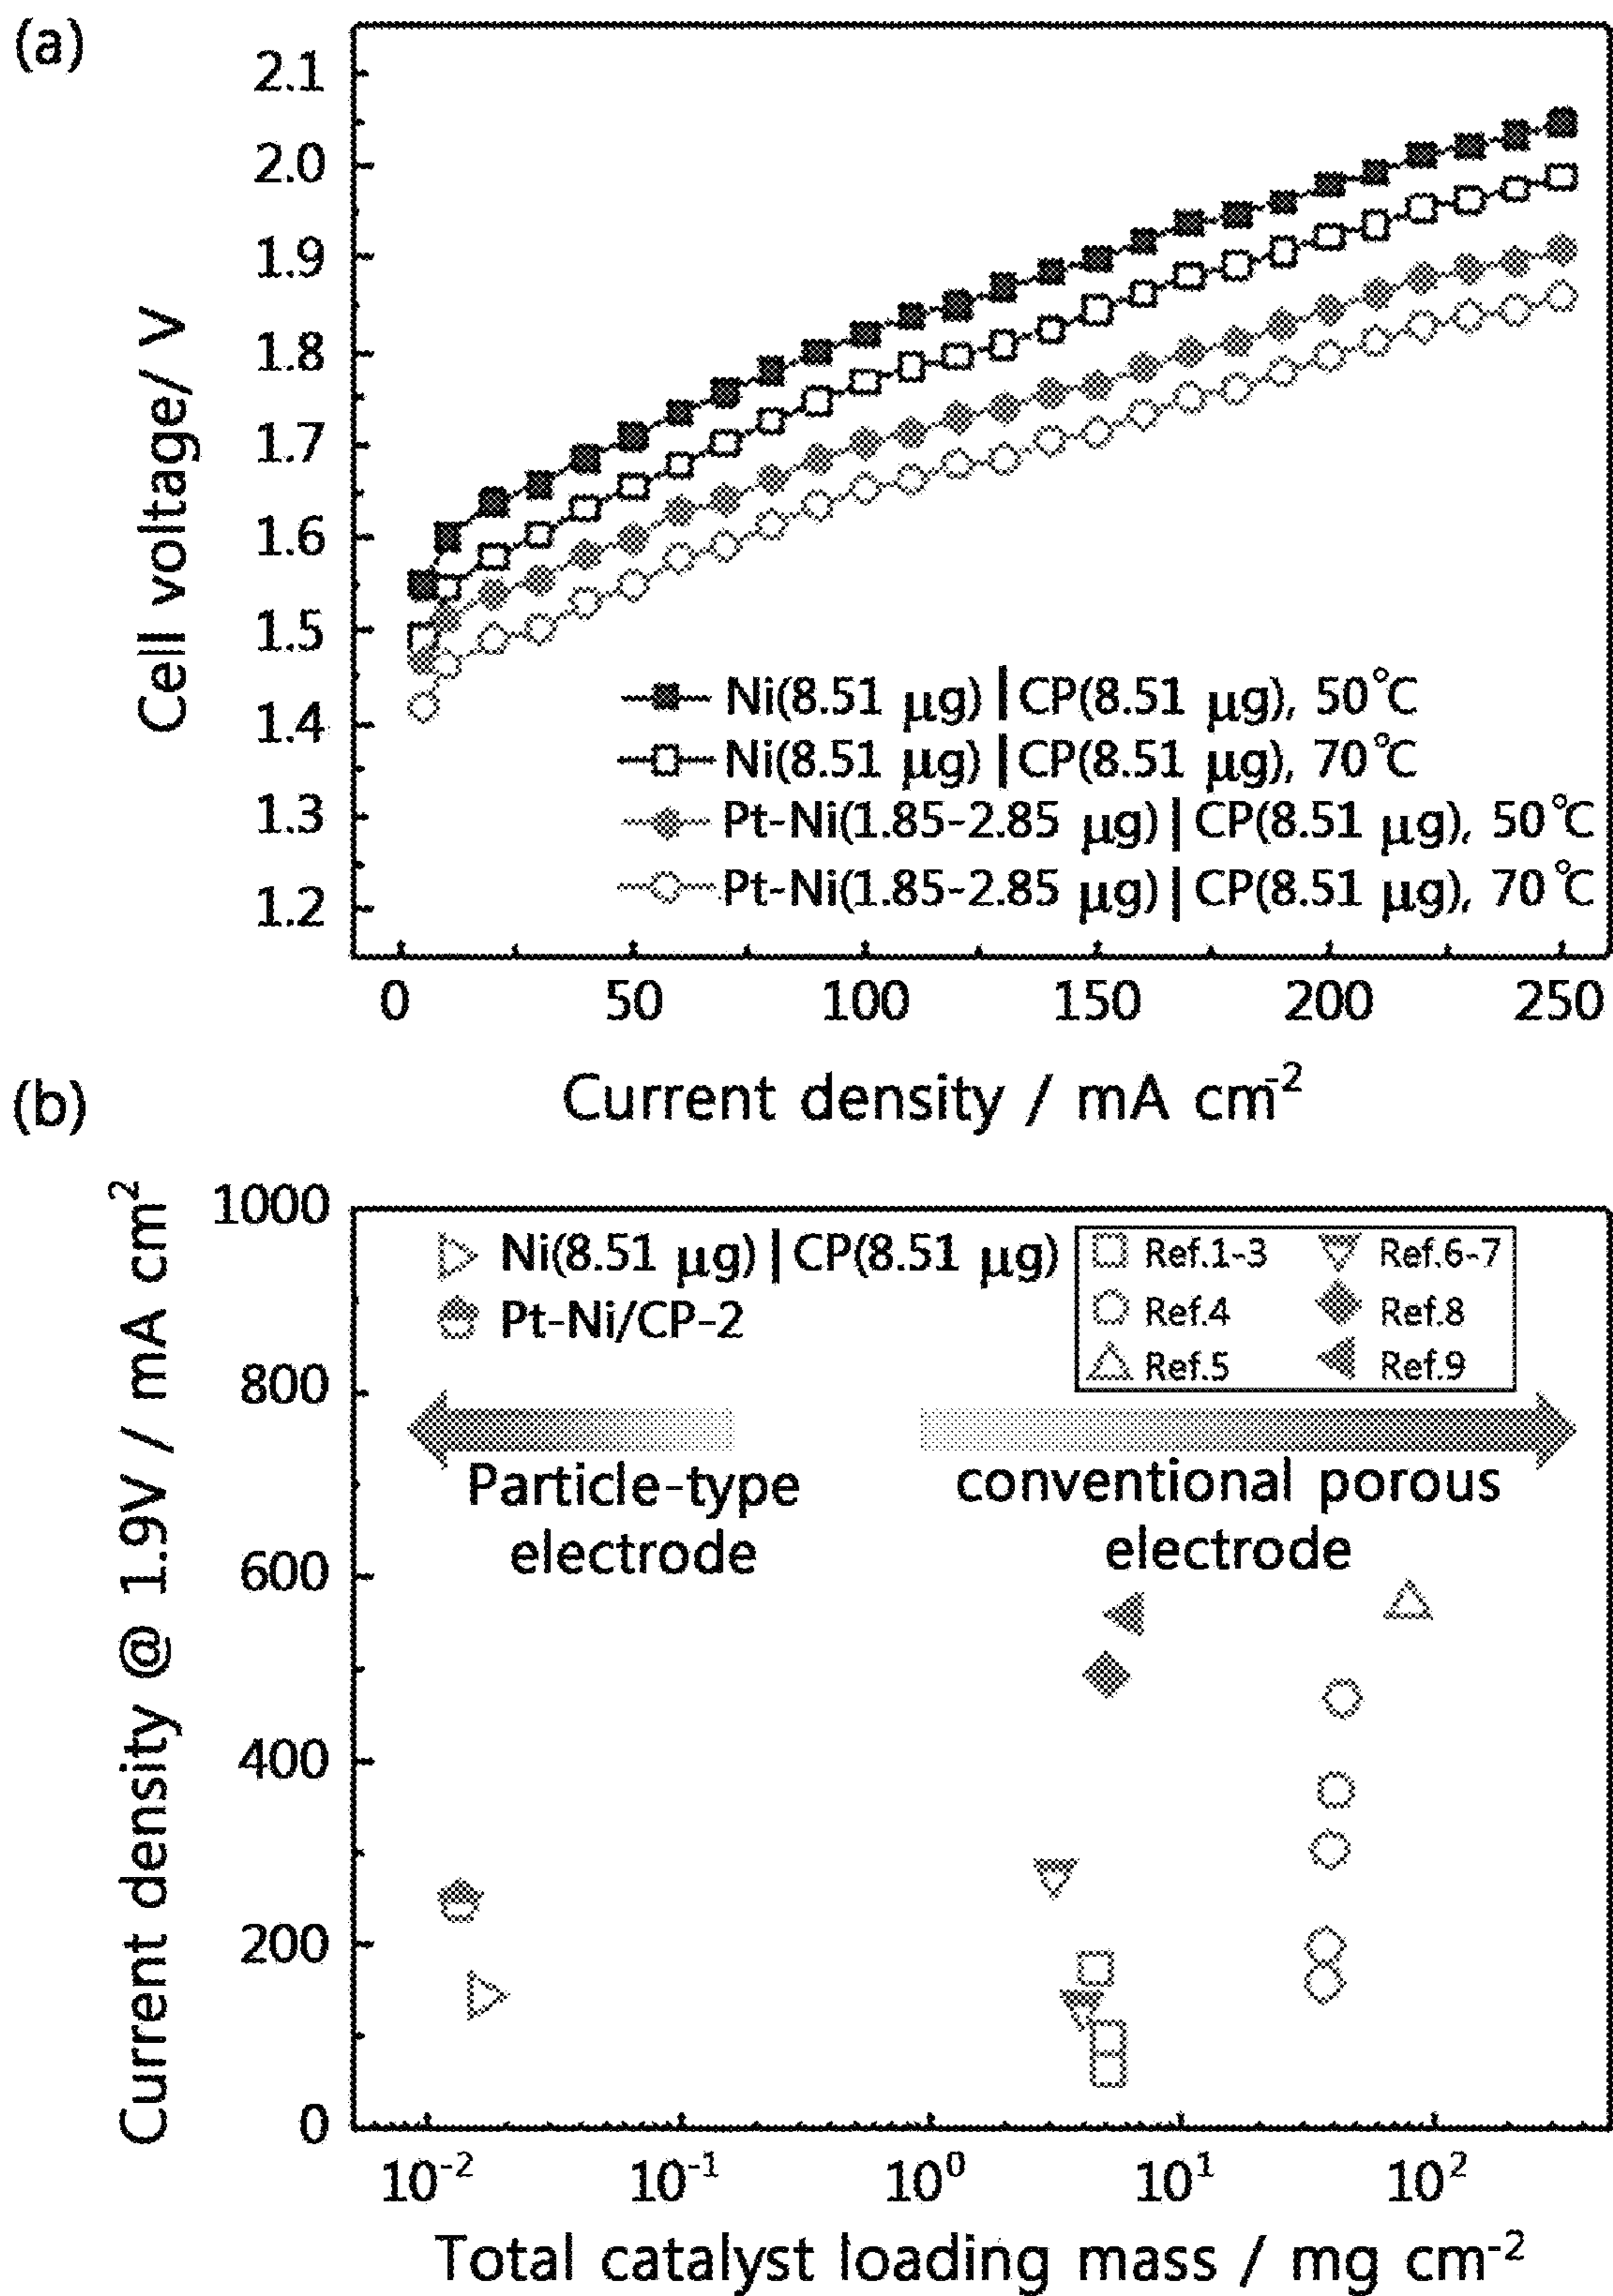 (a)
2.1
2.0
1.9
1.8
1.7
1.6
1.5
1.4
1.3
1.2
Cell voltage/ V
Ni(8.51 μg)|CP(8.51 μg), 50℃
Ni(8.51 μg)|CP(8.51 μg), 70℃
Pt-Ni(1.85-2.85 μg)|CP(8.51 μg), 50℃
Pt-Ni(1.85-2.85 μg)|CP(8.51 μg), 70℃
0 50 100 150 200 250
Current density / mA cm⁻²
(b)
Current density @ 1.9V / mA cm²
1000
800
600
400
200
0
Ni(8.51 μg)|CP(8.51 μg)
Pt-Ni/CP-2
Ref.1-3 Ref.6-7
Ref.4 Ref.8
Ref.5 Ref.9
Particle-type
electrode
conventional porous
electrode
10⁻² 10⁻¹ 10⁰ 10¹ 10²
Total catalyst loading mass / mg cm⁻²